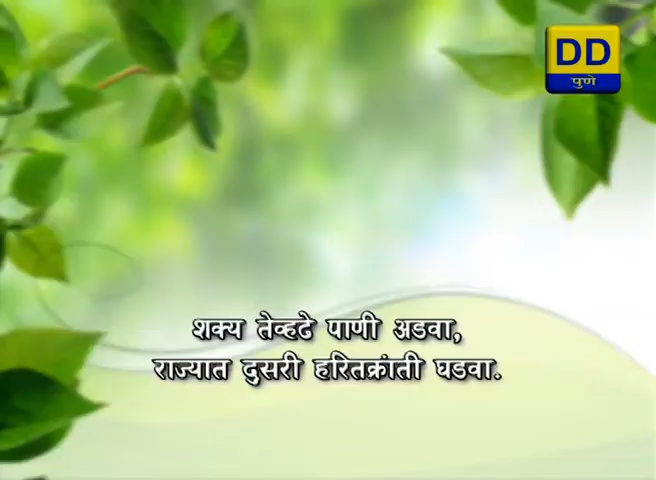 DD
पुणे
शक्य तेव्हढे पाणी अडवा,
राज्यात दुसरी हरितक्रांती घडवा.